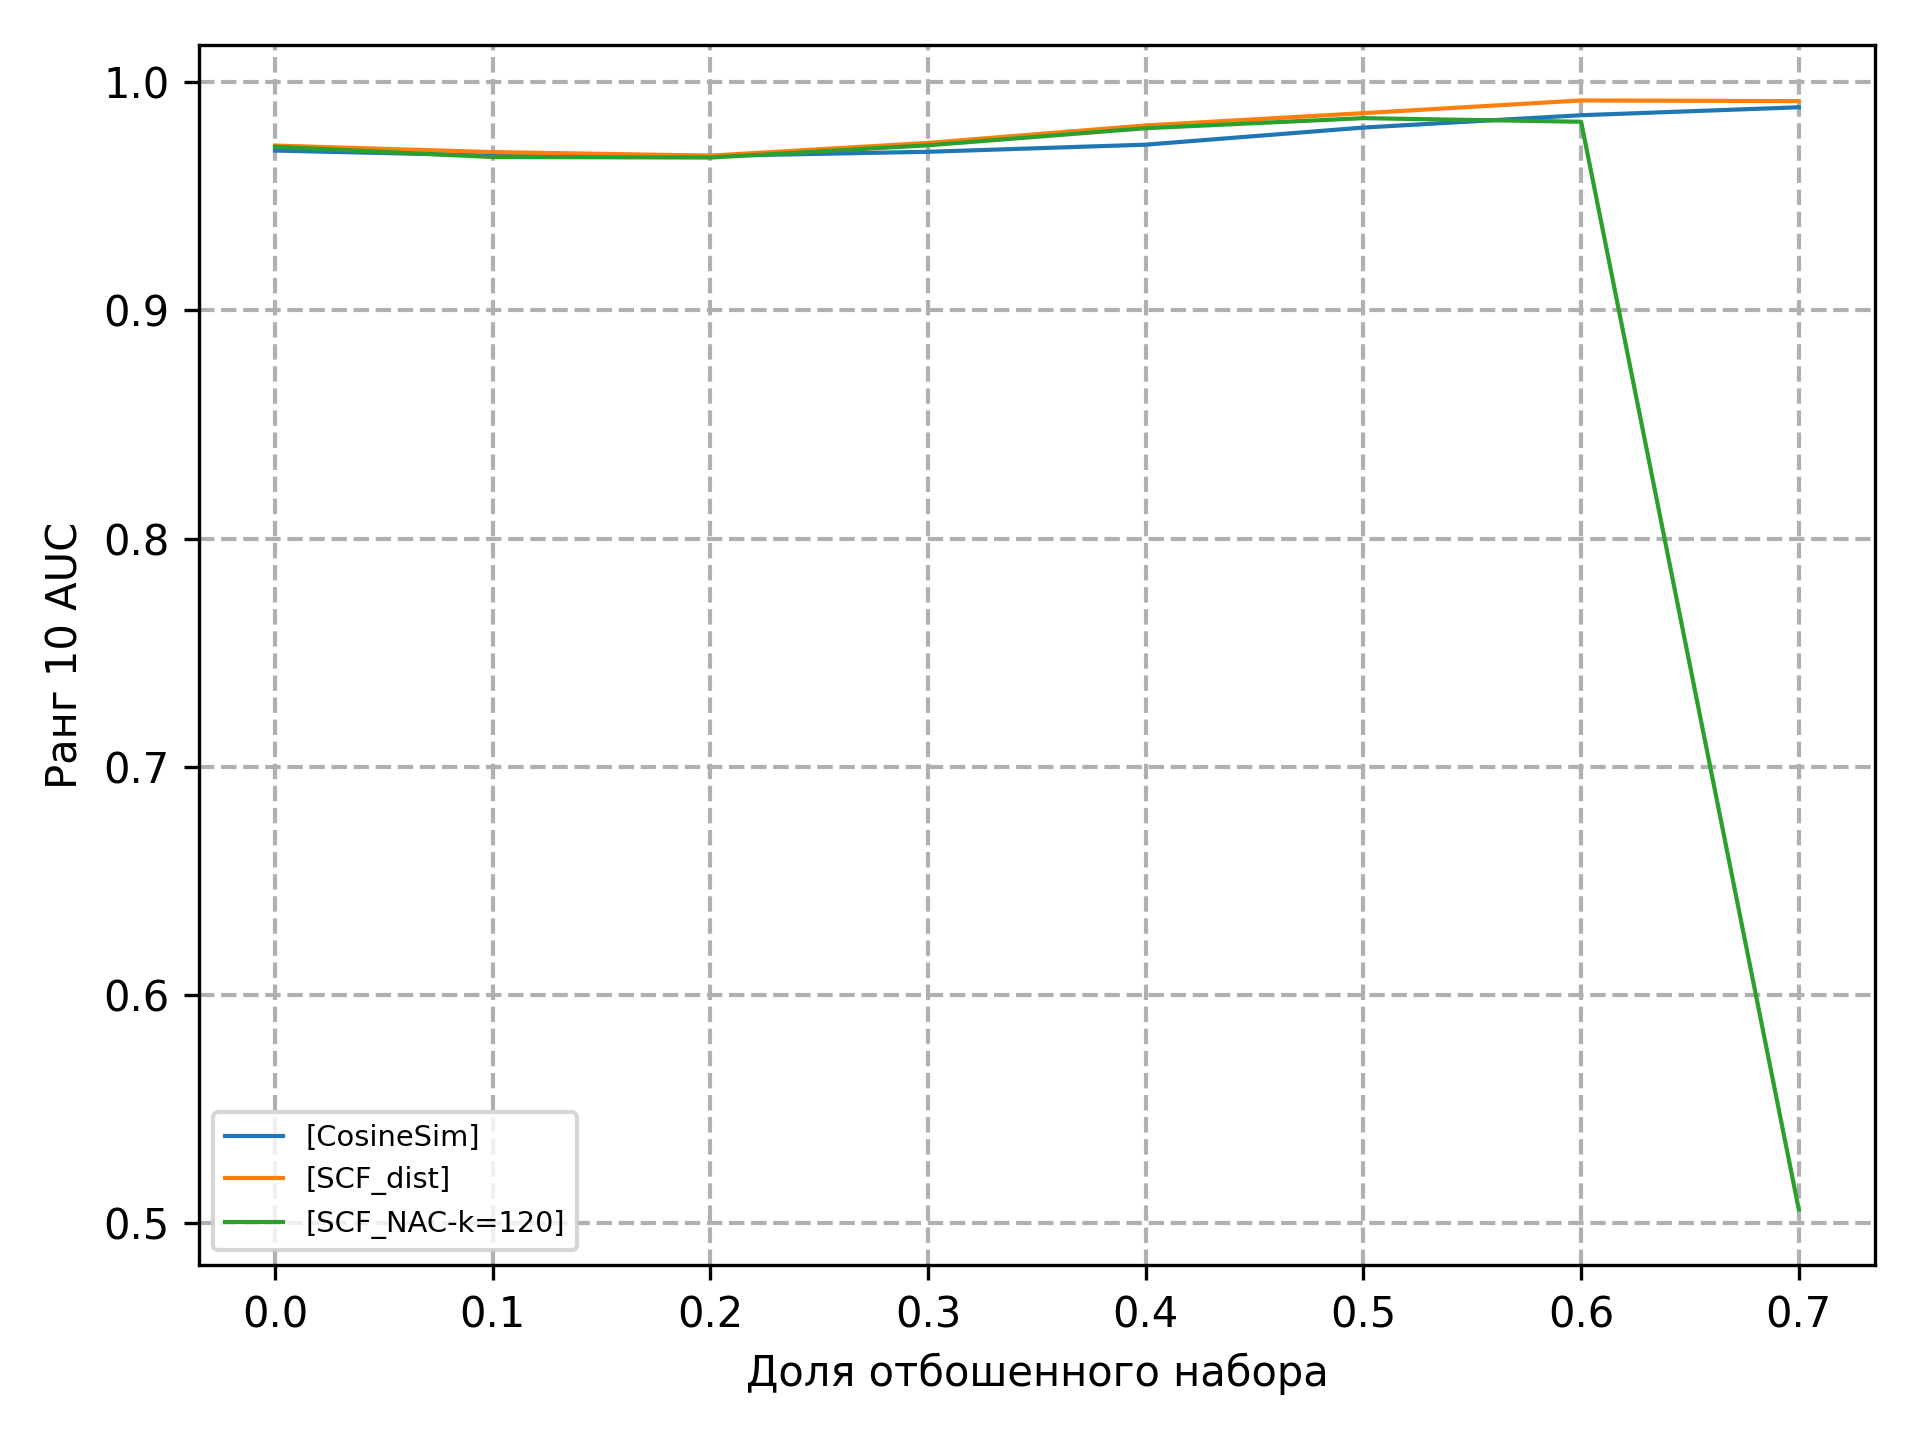 1.0
0.9
0.8
0.7
0.6
0.5
Ранг 10 AUC
[CosineSim]
[SCF_dist]
[SCF_NAC-k=120]
0.0 0.1 0.2 0.3 0.4 0.5 0.6 0.7
Доля отбошенного набора